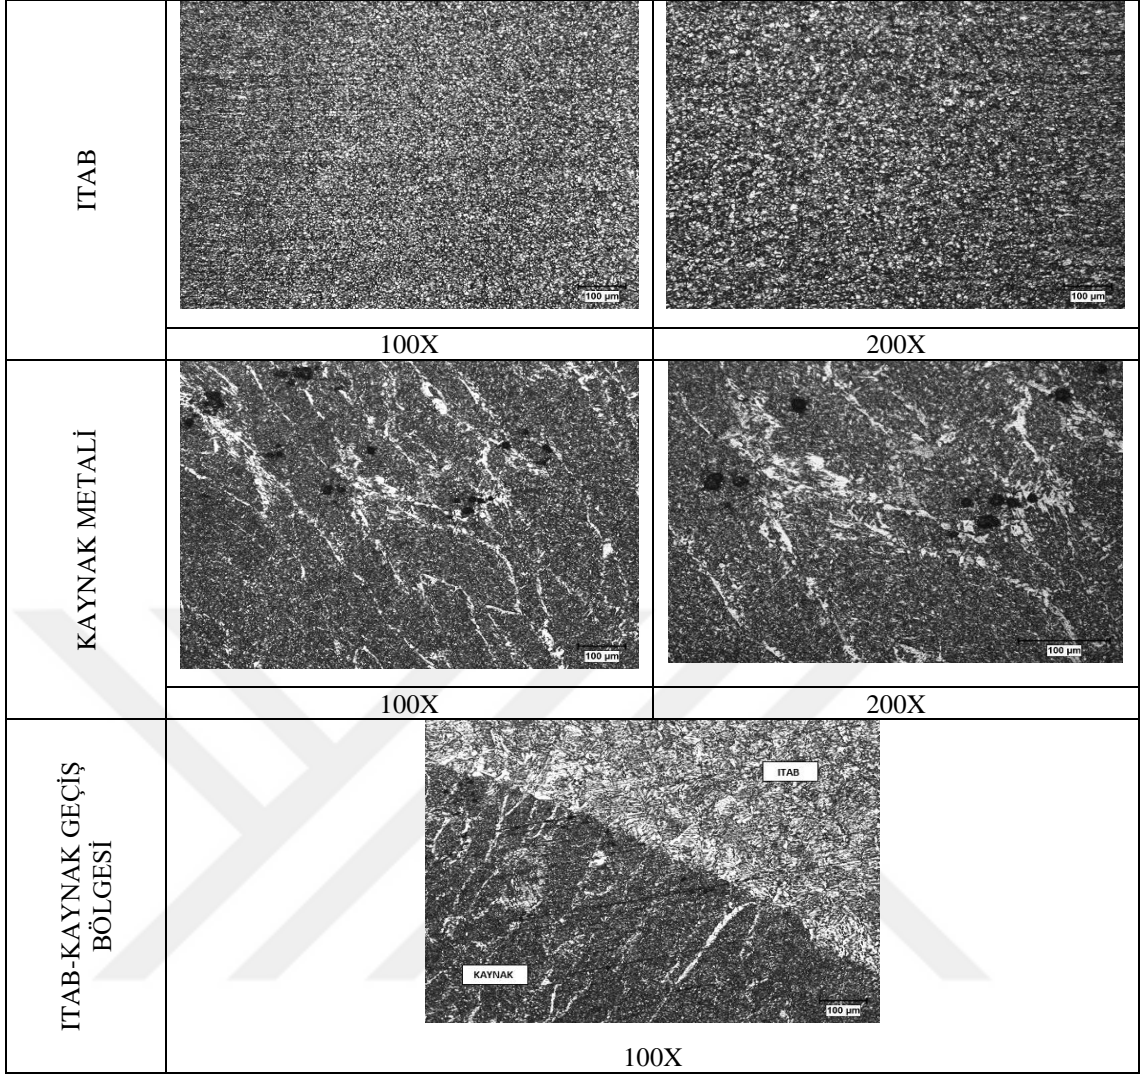 ITAB
100 µm
100 µm
100X
200X
KAYNAK METALİ
100 µm
100 µm
100X
200X
ITAB-KAYNAK GEÇİŞ
BÖLGESİ
ITAB
KAYNAK
100 µm
100X